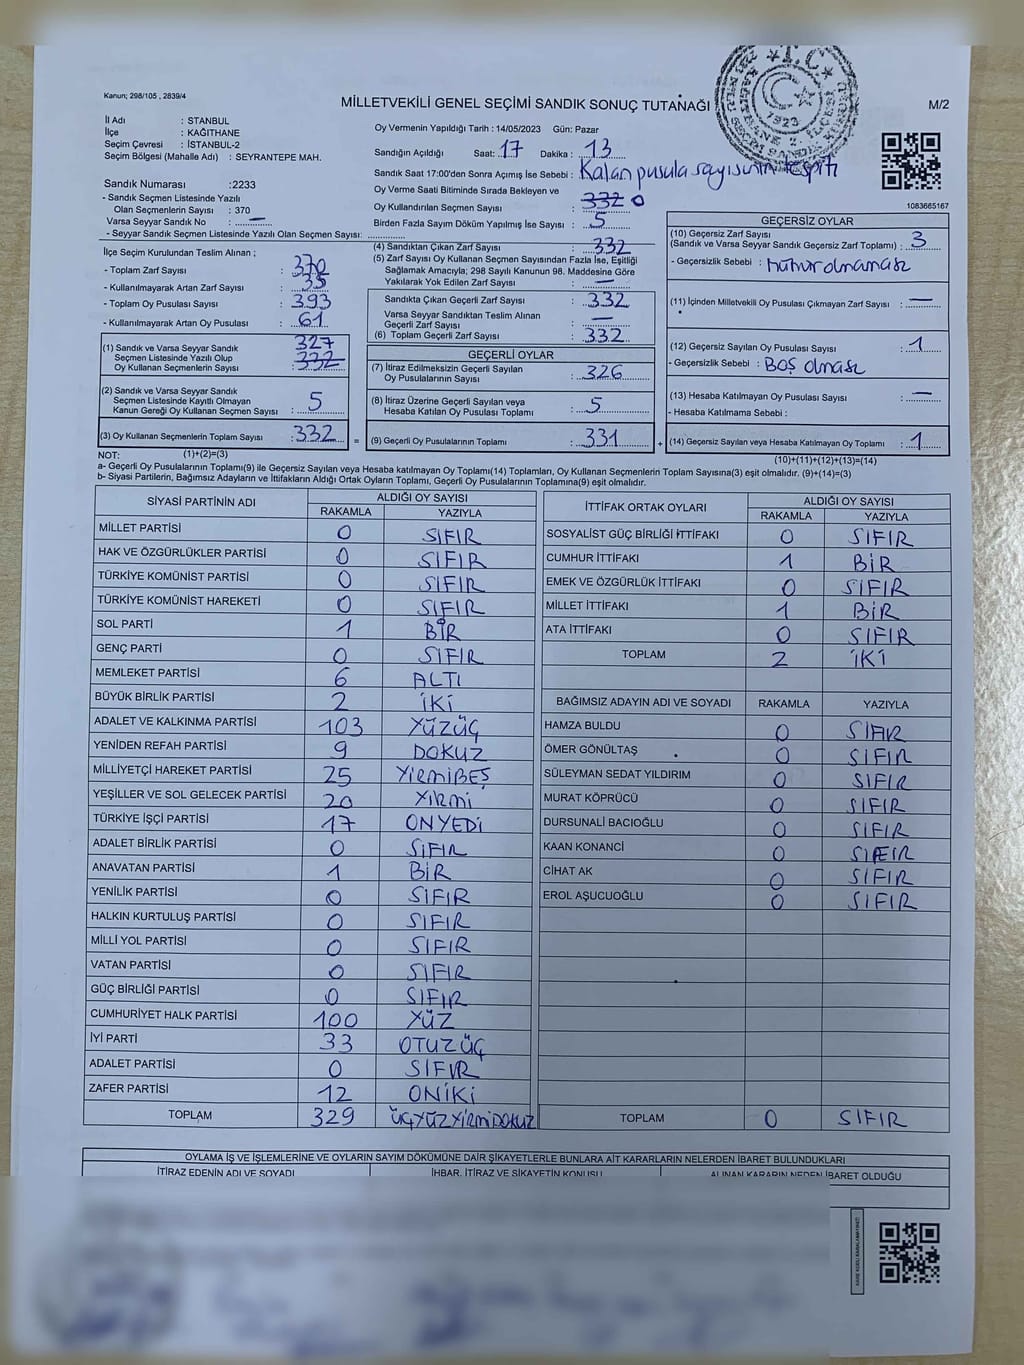 Kanun; 298/105 , 2839/4
MİLLETVEKİLİ GENEL SEÇİMİ SANDIK SONUÇ TUTANAĞI
M/2
T.C.
1923
İl Adı : STANBUL
İlçe : KAĞITHANE
Seçim Çevresi : İSTANBUL-2
Seçim Bölgesi (Mahalle Adı) : SEYRANTEPE MAH.
Oy Vermenin Yapıldığı Tarih : 14/05/2023 Gün: Pazar
Sandığın Açıldığı Saat: 17 Dakika : 13
Sandık Saat 17:00'den Sonra Açımış İse Sebebi : Kalan pusula sayısının tespiti
Oy Verme Saati Bitiminde Sırada Bekleyen ve
Oy Kullandırılan Seçmen Sayısı : 332 0
Birden Fazla Sayım Döküm Yapılmış İse Sayısı : 5
1083665167
Sandık Numarası :2233
- Sandık Seçmen Listesinde Yazılı
Olan Seçmenlerin Sayısı : 370
Varsa Seyyar Sandık No : —
- Seyyar Sandık Seçmen Listesinde Yazılı Olan Seçmen Sayısı:
İlçe Seçim Kurulundan Teslim Alınan ;
- Toplam Zarf Sayısı : 370
- Kullanılmayarak Artan Zarf Sayısı : 35
- Toplam Oy Pusulası Sayısı : 393
- Kullanılmayarak Artan Oy Pusulası : 61
(4) Sandıktan Çıkan Zarf Sayısı : 332
(5) Zarf Sayısı Oy Kullanan Seçmen Sayısından Fazla İse, Eşitliği
Sağlamak Amacıyla; 298 Sayılı Kanunun 98. Maddesine Göre
Yakılarak Yok Edilen Zarf Sayısı : —
Sandıkta Çıkan Geçerli Zarf Sayısı : 332
Varsa Seyyar Sandıktan Teslim Alınan
Geçerli Zarf Sayısı : —
(6) Toplam Geçerli Zarf Sayısı : 332
GEÇERSİZ OYLAR
(10) Geçersiz Zarf Sayısı
(Sandık ve Varsa Seyyar Sandık Geçersiz Zarf Toplamı) : 3
- Geçersizlik Sebebi : mühür olmaması
(11) İçinden Milletvekili Oy Pusulası Çıkmayan Zarf Sayısı : —
(12) Geçersiz Sayılan Oy Pusulası Sayısı : 1
- Geçersizlik Sebebi : Boş olması
(13) Hesaba Katılmayan Oy Pusulası Sayısı : —
- Hesaba Katılmama Sebebi :
(14) Geçersiz Sayılan veya Hesaba Katılmayan Oy Toplamı : 1
(10)+(11)+(12)+(13)=(14)
(1) Sandık ve Varsa Seyyar Sandık
Seçmen Listesinde Yazılı Olup
Oy Kullanan Seçmenlerin Sayısı : 327 332
(2) Sandık ve Varsa Seyyar Sandık
Seçmen Listesinde Kayıtlı Olmayan
Kanun Gereği Oy Kullanan Seçmen Sayısı : 5
(3) Oy Kullanan Seçmenlerin Toplam Sayısı : 332
(1)+(2)=(3)
GEÇERLİ OYLAR
(7) İtiraz Edilmeksizin Geçerli Sayılan
Oy Pusulalarının Sayısı : 326
(8) İtiraz Üzerine Geçerli Sayılan veya
Hesaba Katılan Oy Pusulası Toplamı : 5
= (9) Geçerli Oy Pusulalarının Toplamı : 331 +
NOT:
a- Geçerli Oy Pusulalarının Toplamı(9) ile Geçersiz Sayılan veya Hesaba katılmayan Oy Toplamı(14) Toplamları, Oy Kullanan Seçmenlerin Toplam Sayısına(3) eşit olmalıdır. (9)+(14)=(3)
b- Siyasi Partilerin, Bağımsız Adayların ve İttifakların Aldığı Ortak Oyların Toplamı, Geçerli Oy Pusulalarının Toplamına(9) eşit olmalıdır.
SİYASİ PARTİNİN ADI ALDIĞI OY SAYISI
RAKAMLA YAZIYLA
MİLLET PARTİSİ 0 SIFIR
HAK VE ÖZGÜRLÜKLER PARTİSİ 0 SIFIR
TÜRKİYE KOMÜNİST PARTİSİ 0 SIFIR
TÜRKİYE KOMÜNİST HAREKETİ 0 SIFIR
SOL PARTİ 1 BİR
GENÇ PARTİ 0 SIFIR
MEMLEKET PARTİSİ 6 ALTI
BÜYÜK BİRLİK PARTİSİ 2 İKİ
ADALET VE KALKINMA PARTİSİ 103 YÜZÜÇ
YENİDEN REFAH PARTİSİ 9 DOKUZ
MİLLİYETÇİ HAREKET PARTİSİ 25 YİRMİBEŞ
YEŞİLLER VE SOL GELECEK PARTİSİ 20 YİRMİ
TÜRKİYE İŞÇİ PARTİSİ 17 ONYEDİ
ADALET BİRLİK PARTİSİ 0 SIFIR
ANAVATAN PARTİSİ 1 BİR
YENİLİK PARTİSİ 0 SIFIR
HALKIN KURTULUŞ PARTİSİ 0 SIFIR
MİLLİ YOL PARTİSİ 0 SIFIR
VATAN PARTİSİ 0 SIFIR
GÜÇ BİRLİĞİ PARTİSİ 0 SIFIR
CUMHURİYET HALK PARTİSİ 100 YÜZ
İYİ PARTİ 33 OTUZÜÇ
ADALET PARTİSİ 0 SIFIR
ZAFER PARTİSİ 12 ONİKİ
TOPLAM 329 ÜÇYÜZYİRMİDOKUZ
İTTİFAK ORTAK OYLARI ALDIĞI OY SAYISI
RAKAMLA YAZIYLA
SOSYALİST GÜÇ BİRLİĞİ İTTİFAKI 0 SIFIR
CUMHUR İTTİFAKI 1 BİR
EMEK VE ÖZGÜRLÜK İTTİFAKI 0 SIFIR
MİLLET İTTİFAKI 1 BİR
ATA İTTİFAKI 0 SIFIR
TOPLAM 2 İKİ
BAĞIMSIZ ADAYIN ADI VE SOYADI RAKAMLA YAZIYLA
HAMZA BULDU 0 SIFIR
ÖMER GÖNÜLTAŞ 0 SIFIR
SÜLEYMAN SEDAT YILDIRIM 0 SIFIR
MURAT KÖPRÜCÜ 0 SIFIR
DURSUNALİ BACIOĞLU 0 SIFIR
KAAN KONANCİ 0 SIFIR
CİHAT AK 0 SIFIR
EROL AŞUCUOĞLU 0 SIFIR
TOPLAM 0 SIFIR
OYLAMA İŞ VE İŞLEMLERİNE VE OYLARIN SAYIM DÖKÜMÜNE DAİR ŞİKAYETLERLE BUNLARA AİT KARARLARIN NELERDEN İBARET BULUNDUKLARI
İTİRAZ EDENİN ADI VE SOYADI İHBAR, İTİRAZ VE ŞİKAYETİN KONUSU ALINAN KARARIN NEDEN İBARET OLDUĞU